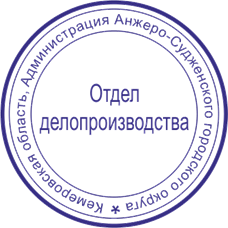 Кемеровская область, Администрация Анжеро-Судженского городского округа
Отдел
делопроизводства